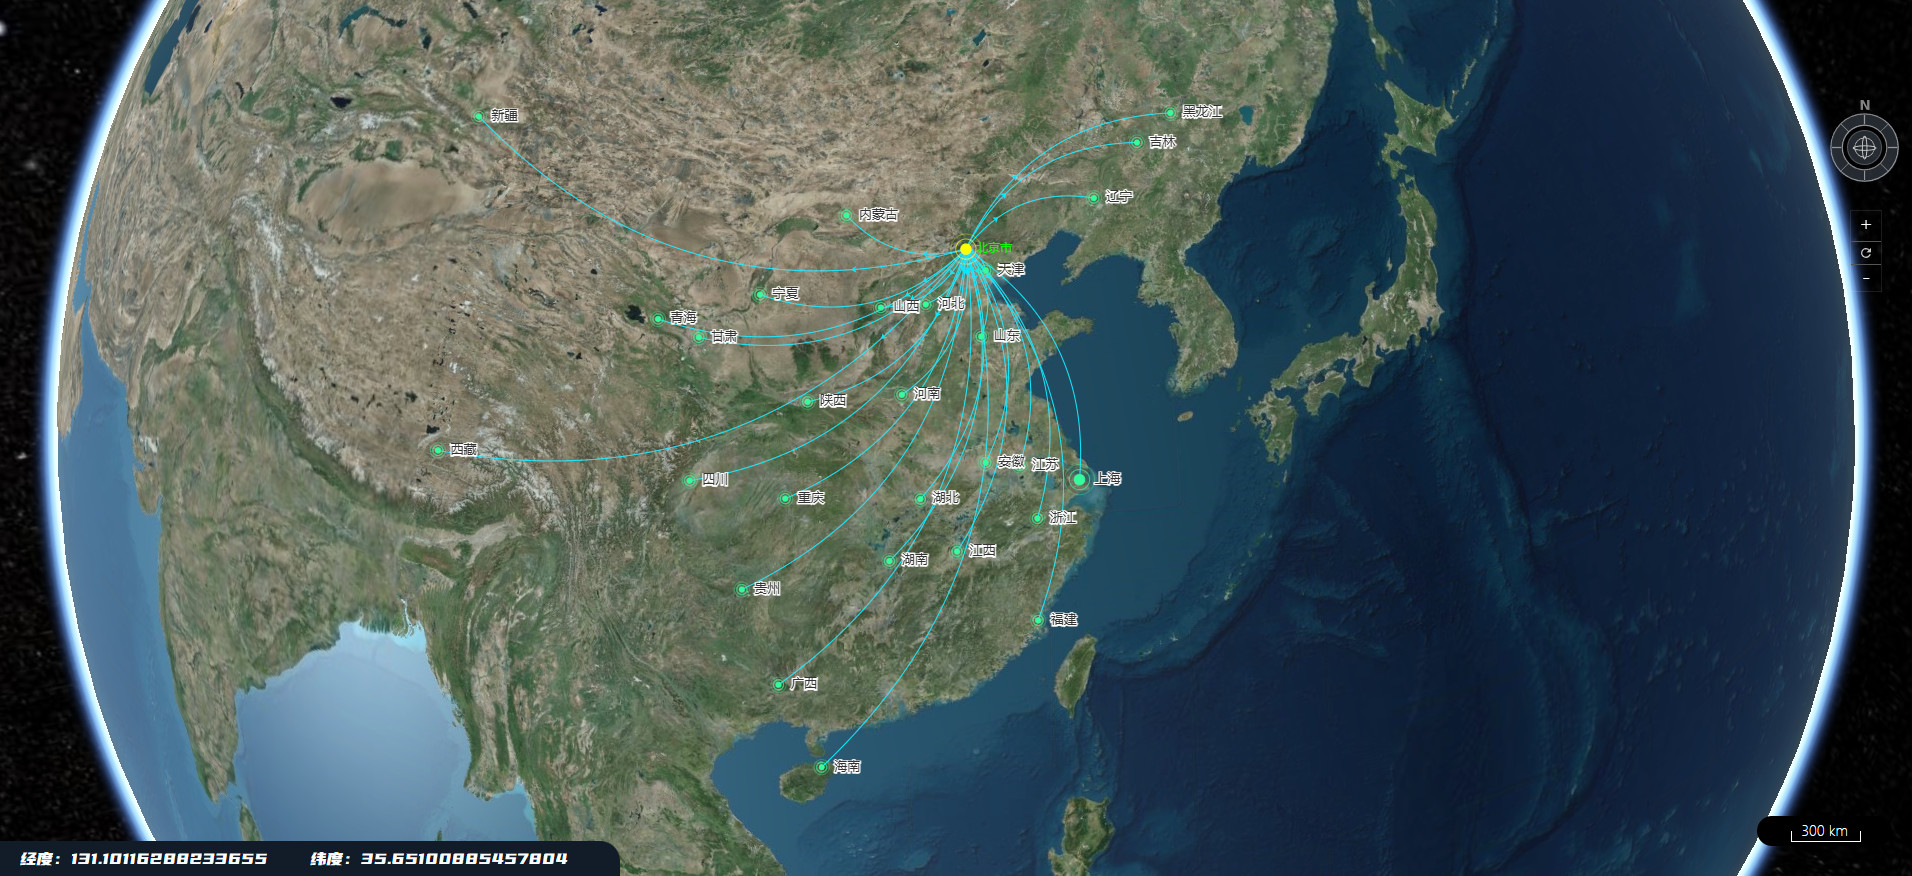 N
黑龙江
新疆
吉林
辽宁
内蒙古
+
北京市
天津
-
宁夏
山西
河北
青海
甘肃
山东
陕西
河南
西藏
安徽
江苏
四川
上海
重庆
湖北
浙江
湖南
江西
贵州
福建
广西
海南
300 km
经度：131.10116288233655
纬度：35.65100885457804